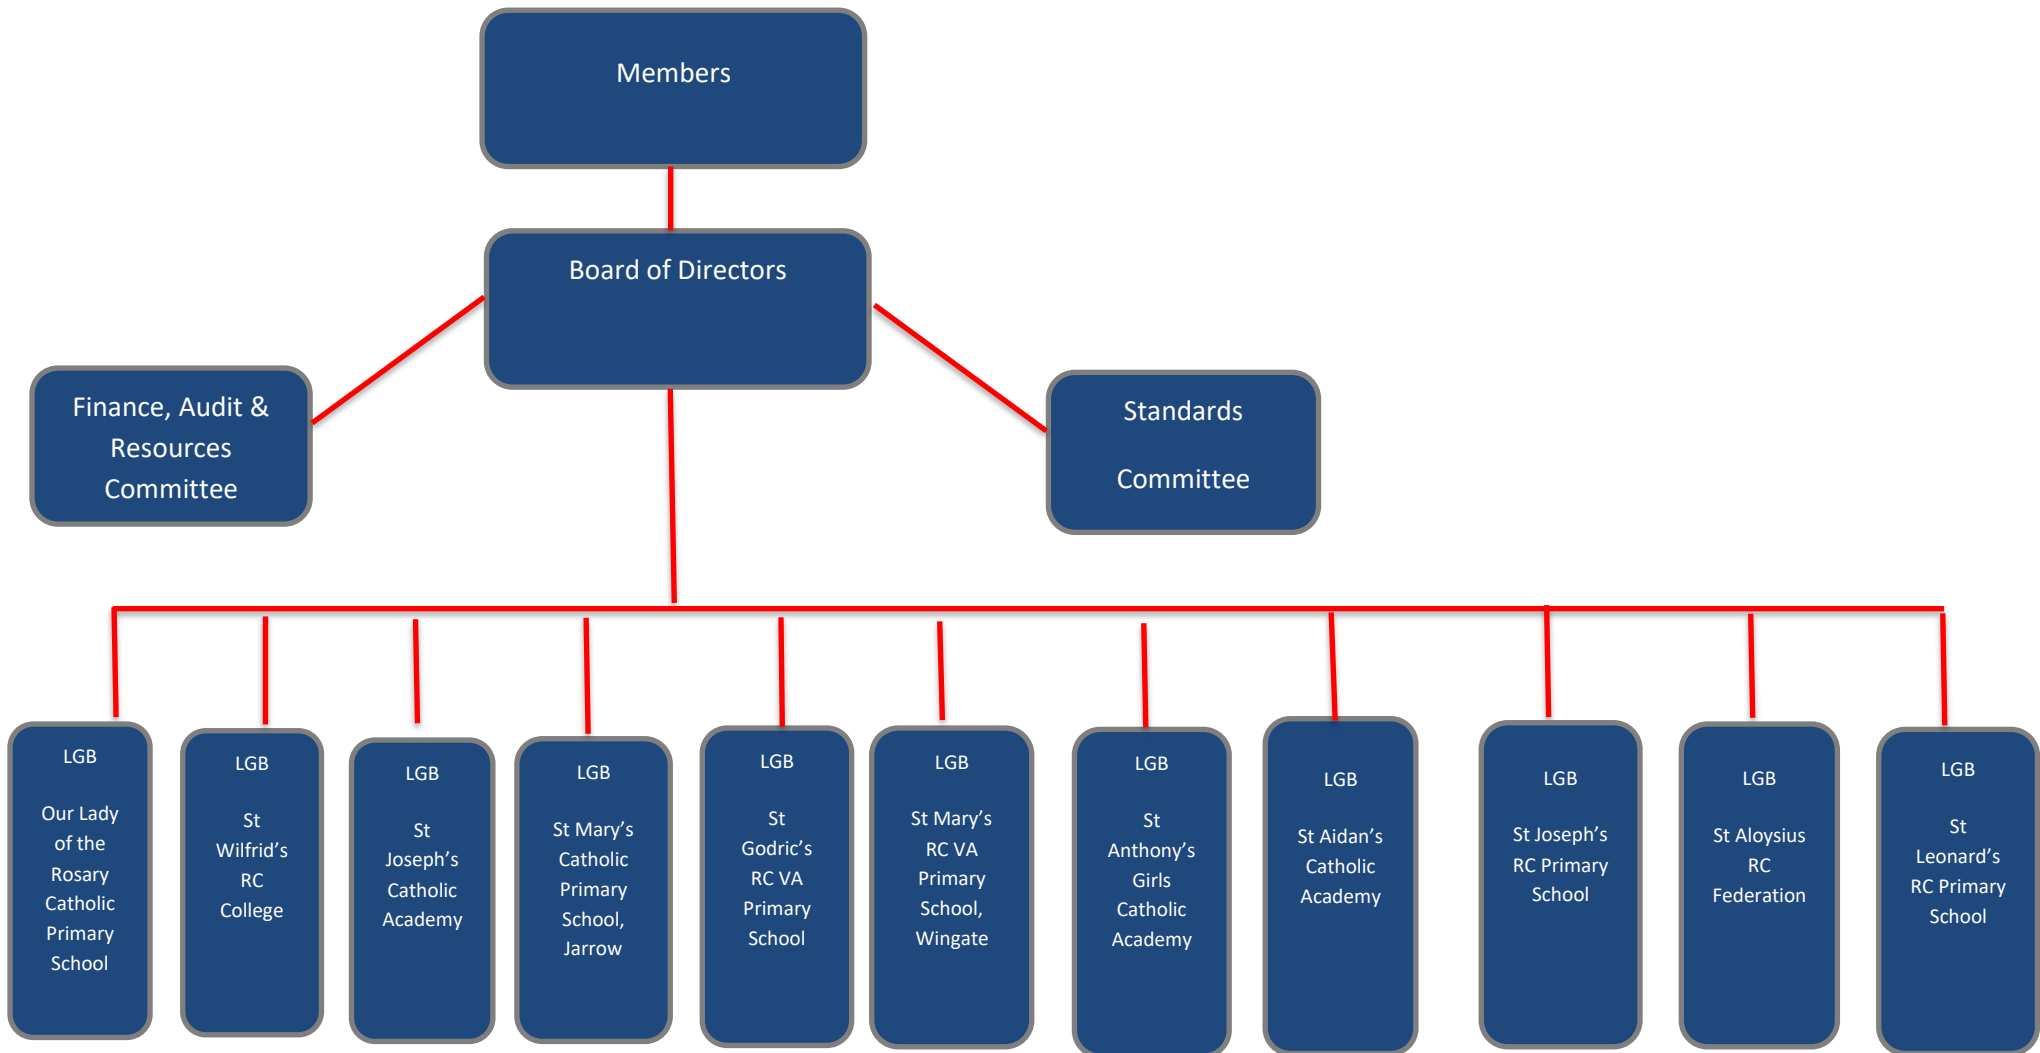 Members
Board of Directors
Finance, Audit &
Resources
Committee
Standards
Committee
LGB
Our Lady
of the
Rosary
Catholic
Primary
School
LGB
St
Wilfrid’s
RC
College
LGB
St
Joseph’s
Catholic
Academy
LGB
St Mary’s
Catholic
Primary
School,
Jarrow
LGB
St
Godric’s
RC VA
Primary
School
LGB
St Mary’s
RC VA
Primary
School,
Wingate
LGB
St
Anthony’s
Girls
Catholic
Academy
LGB
St Aidan’s
Catholic
Academy
LGB
St Joseph’s
RC Primary
School
LGB
St Aloysius
RC
Federation
LGB
St
Leonard’s
RC Primary
School